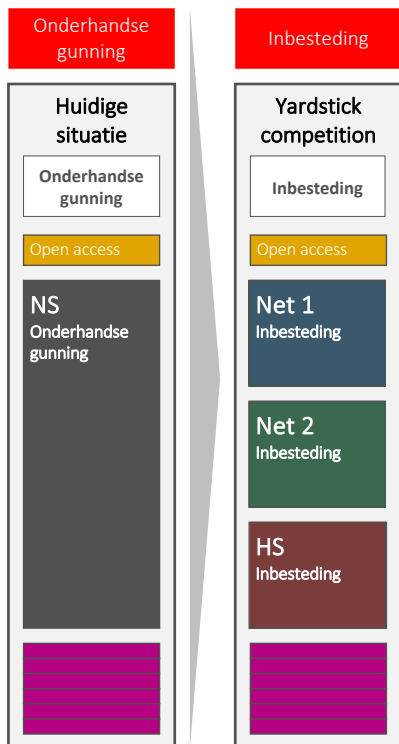 Onderhandse
gunning
Huidige
situatie
Onderhandse
gunning
Open access
NS
Onderhandse
gunning
Inbesteding
Yardstick
competition
Inbesteding
Open access
Net 1
Inbesteding
Net 2
Inbesteding
HS
Inbesteding